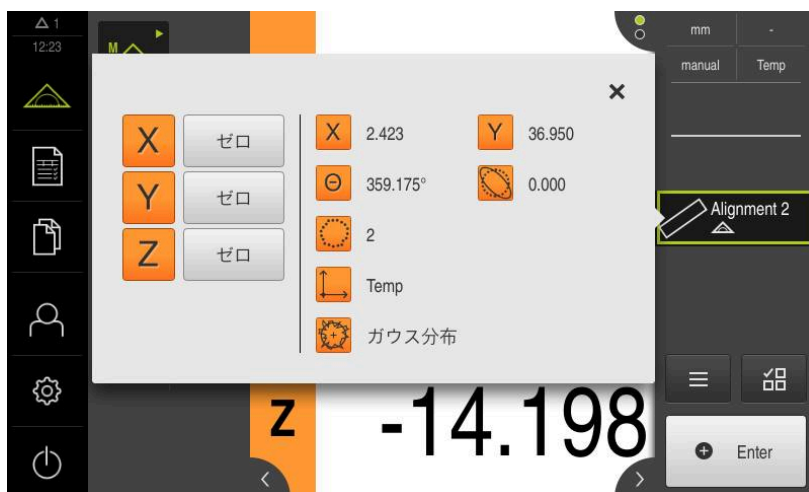 1
12:23
M
mm -
manual Temp
X ゼロ
Y ゼロ
Z ゼロ
X 2.423 Y 36.950
Θ 359.175° 0.000
2
Temp
ガウス分布
Alignment 2
Z -14.198
Enter